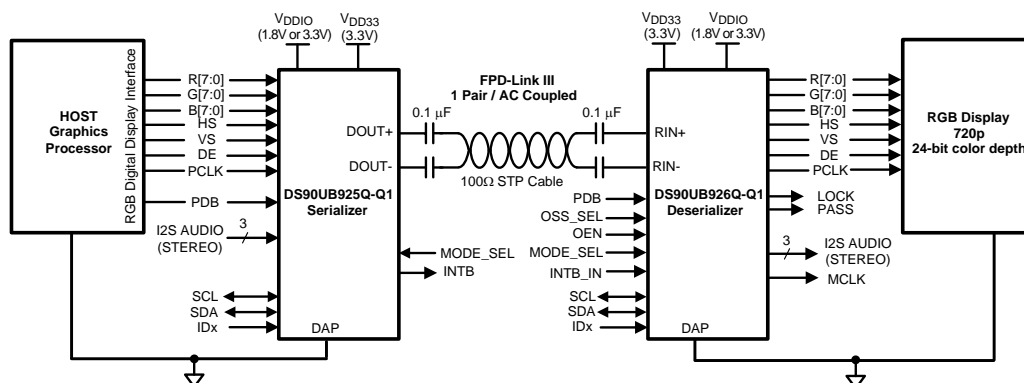 VDDIO
(1.8V or 3.3V)
VDD33
(3.3V)
VDD33
(3.3V)
VDDIO
(1.8V or 3.3V)
HOST
Graphics
Processor
RGB Digital Display Interface
R[7:0]
G[7:0]
B[7:0]
HS
VS
DE
PCLK
PDB
I2S AUDIO
(STEREO)
3
SCL
SDA
IDx
DOUT+
DOUT-
DS90UB925Q-Q1
Serializer
DAP
MODE_SEL
INTB
FPD-Link III
1 Pair / AC Coupled
0.1 μF
0.1 μF
100Ω STP Cable
PDB
OSS_SEL
OEN
MODE_SEL
INTB_IN
SCL
SDA
IDx
RIN+
RIN-
DS90UB926Q-Q1
Deserializer
DAP
R[7:0]
G[7:0]
B[7:0]
HS
VS
DE
PCLK
LOCK
PASS
3
I2S AUDIO
(STEREO)
MCLK
RGB Display
720p
24-bit color depth